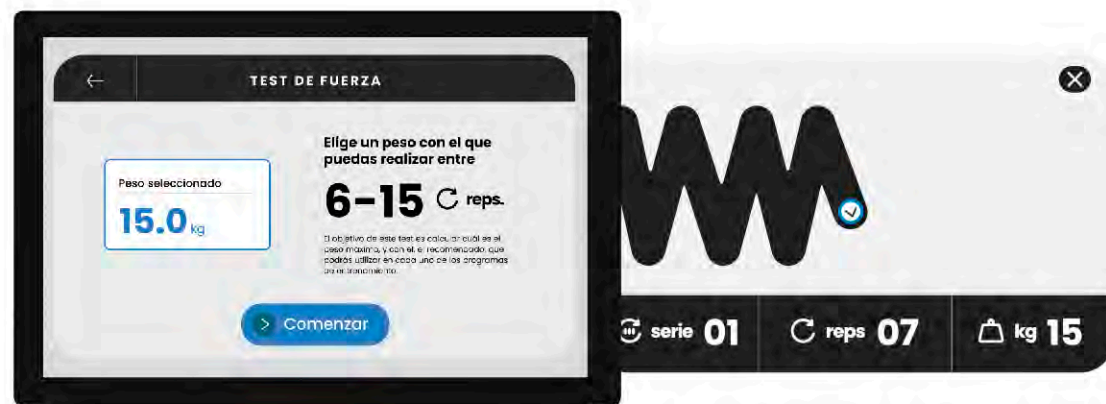 TEST DE FUERZA
Peso seleccionado
15.0 kg
Elige un peso con el que
puedas realizar entre
6-15 reps.
El objetivo de este test es calcular cuál es el
peso máximo, y con él, el recomendado, que
podrás utilizar en cada uno de los programas
de entrenamiento.
Comenzar
serie 01
reps 07
kg 15